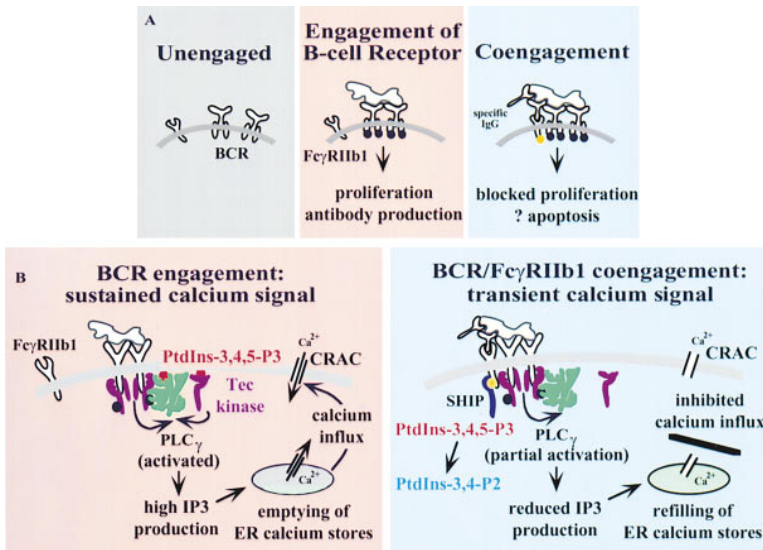 A
Unengaged
BCR
Engagement of
B-cell Receptor
FcγRIIb1
proliferation
antibody production
Coengagement
specific
IgG
blocked proliferation
? apoptosis
B
BCR engagement:
sustained calcium signal
FcγRIIb1
PtdIns-3,4,5-P3
Tec
kinase
Ca2+
CRAC
PLCγ
(activated)
calcium
influx
high IP3
production
Ca2+
emptying of
ER calcium stores
BCR/FcγRIIb1 coengagement:
transient calcium signal
Ca2+
CRAC
SHIP
inhibited
calcium influx
PtdIns-3,4,5-P3
PLCγ
(partial activation)
PtdIns-3,4-P2
Ca2+
reduced IP3
production
refilling of
ER calcium stores